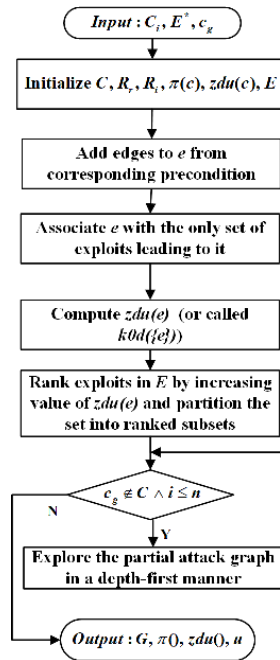 Input : C_i, E^*, c_g
Initialize C, R_r, R_i, π(c), zdu(c), E
Add edges to e from
corresponding precondition
Associate e with the only set of
exploits leading to it
Compute zdu(e) (or called
k0d({e})
Rank exploits in E by increasing
value of zdu(e) and partition the
set into ranked subsets
c_g ∉ C ∧ i ≤ n
N
Y
Explore the partial attack graph
in a depth-first manner
Output : G, π(), zdu(), u